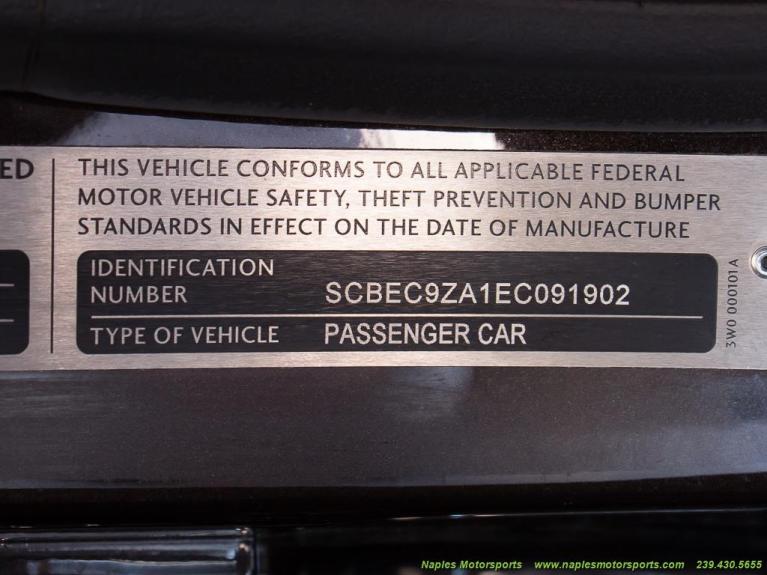 ED
THIS VEHICLE CONFORMS TO ALL APPLICABLE FEDERAL
MOTOR VEHICLE SAFETY, THEFT PREVENTION AND BUMPER
STANDARDS IN EFFECT ON THE DATE OF MANUFACTURE
IDENTIFICATION
NUMBER SCBEC9ZA1EC091902
TYPE OF VEHICLE PASSENGER CAR
3W0 000101 A
Naples Motorsports www.naplesmotorsports.com 239.430.5655